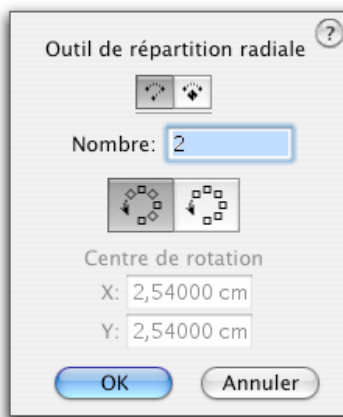 ?
Outil de répartition radiale
Nombre: 2
Centre de rotation
X: 2,54000 cm
Y: 2,54000 cm
OK Annuler